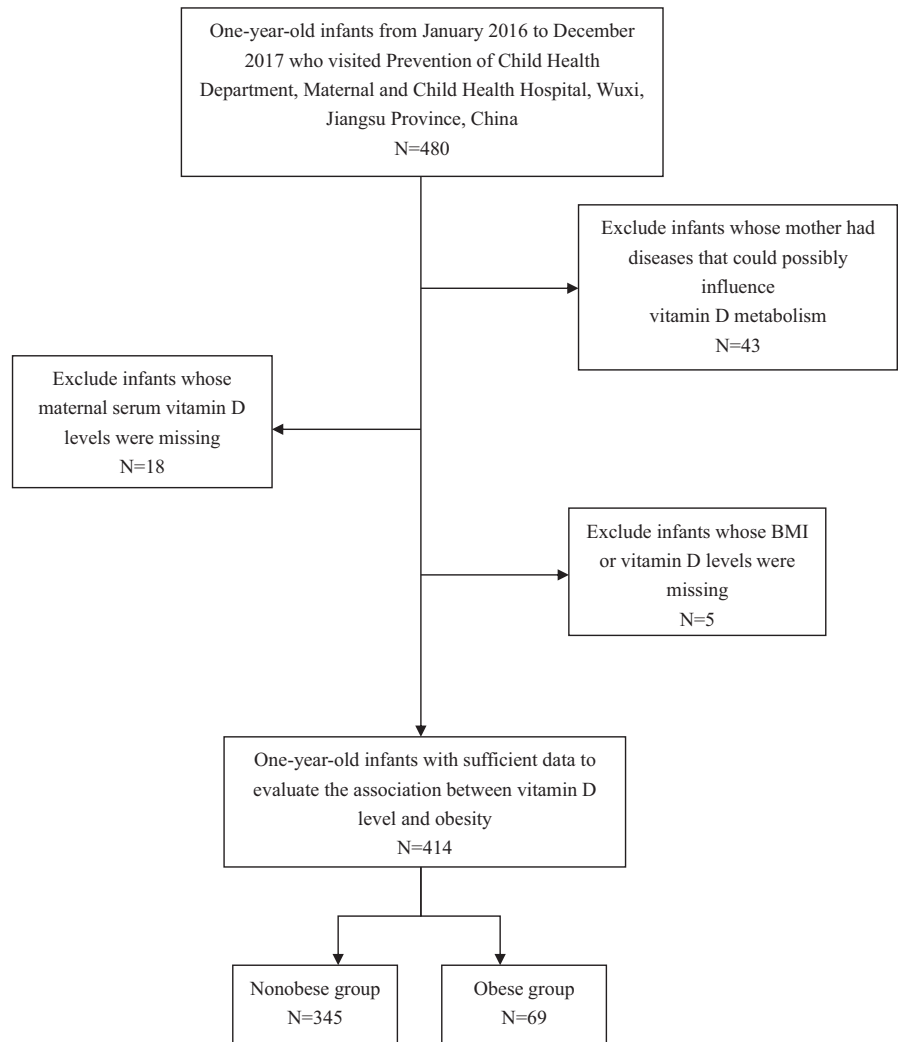 One-year-old infants from January 2016 to December
2017 who visited Prevention of Child Health
Department, Maternal and Child Health Hospital, Wuxi,
Jiangsu Province, China
N=480
Exclude infants whose mother had
diseases that could possibly
influence
vitamin D metabolism
N=43
Exclude infants whose
maternal serum vitamin D
levels were missing
N=18
Exclude infants whose BMI
or vitamin D levels were
missing
N=5
One-year-old infants with sufficient data to
evaluate the association between vitamin D
level and obesity
N=414
Nonobese group
N=345
Obese group
N=69